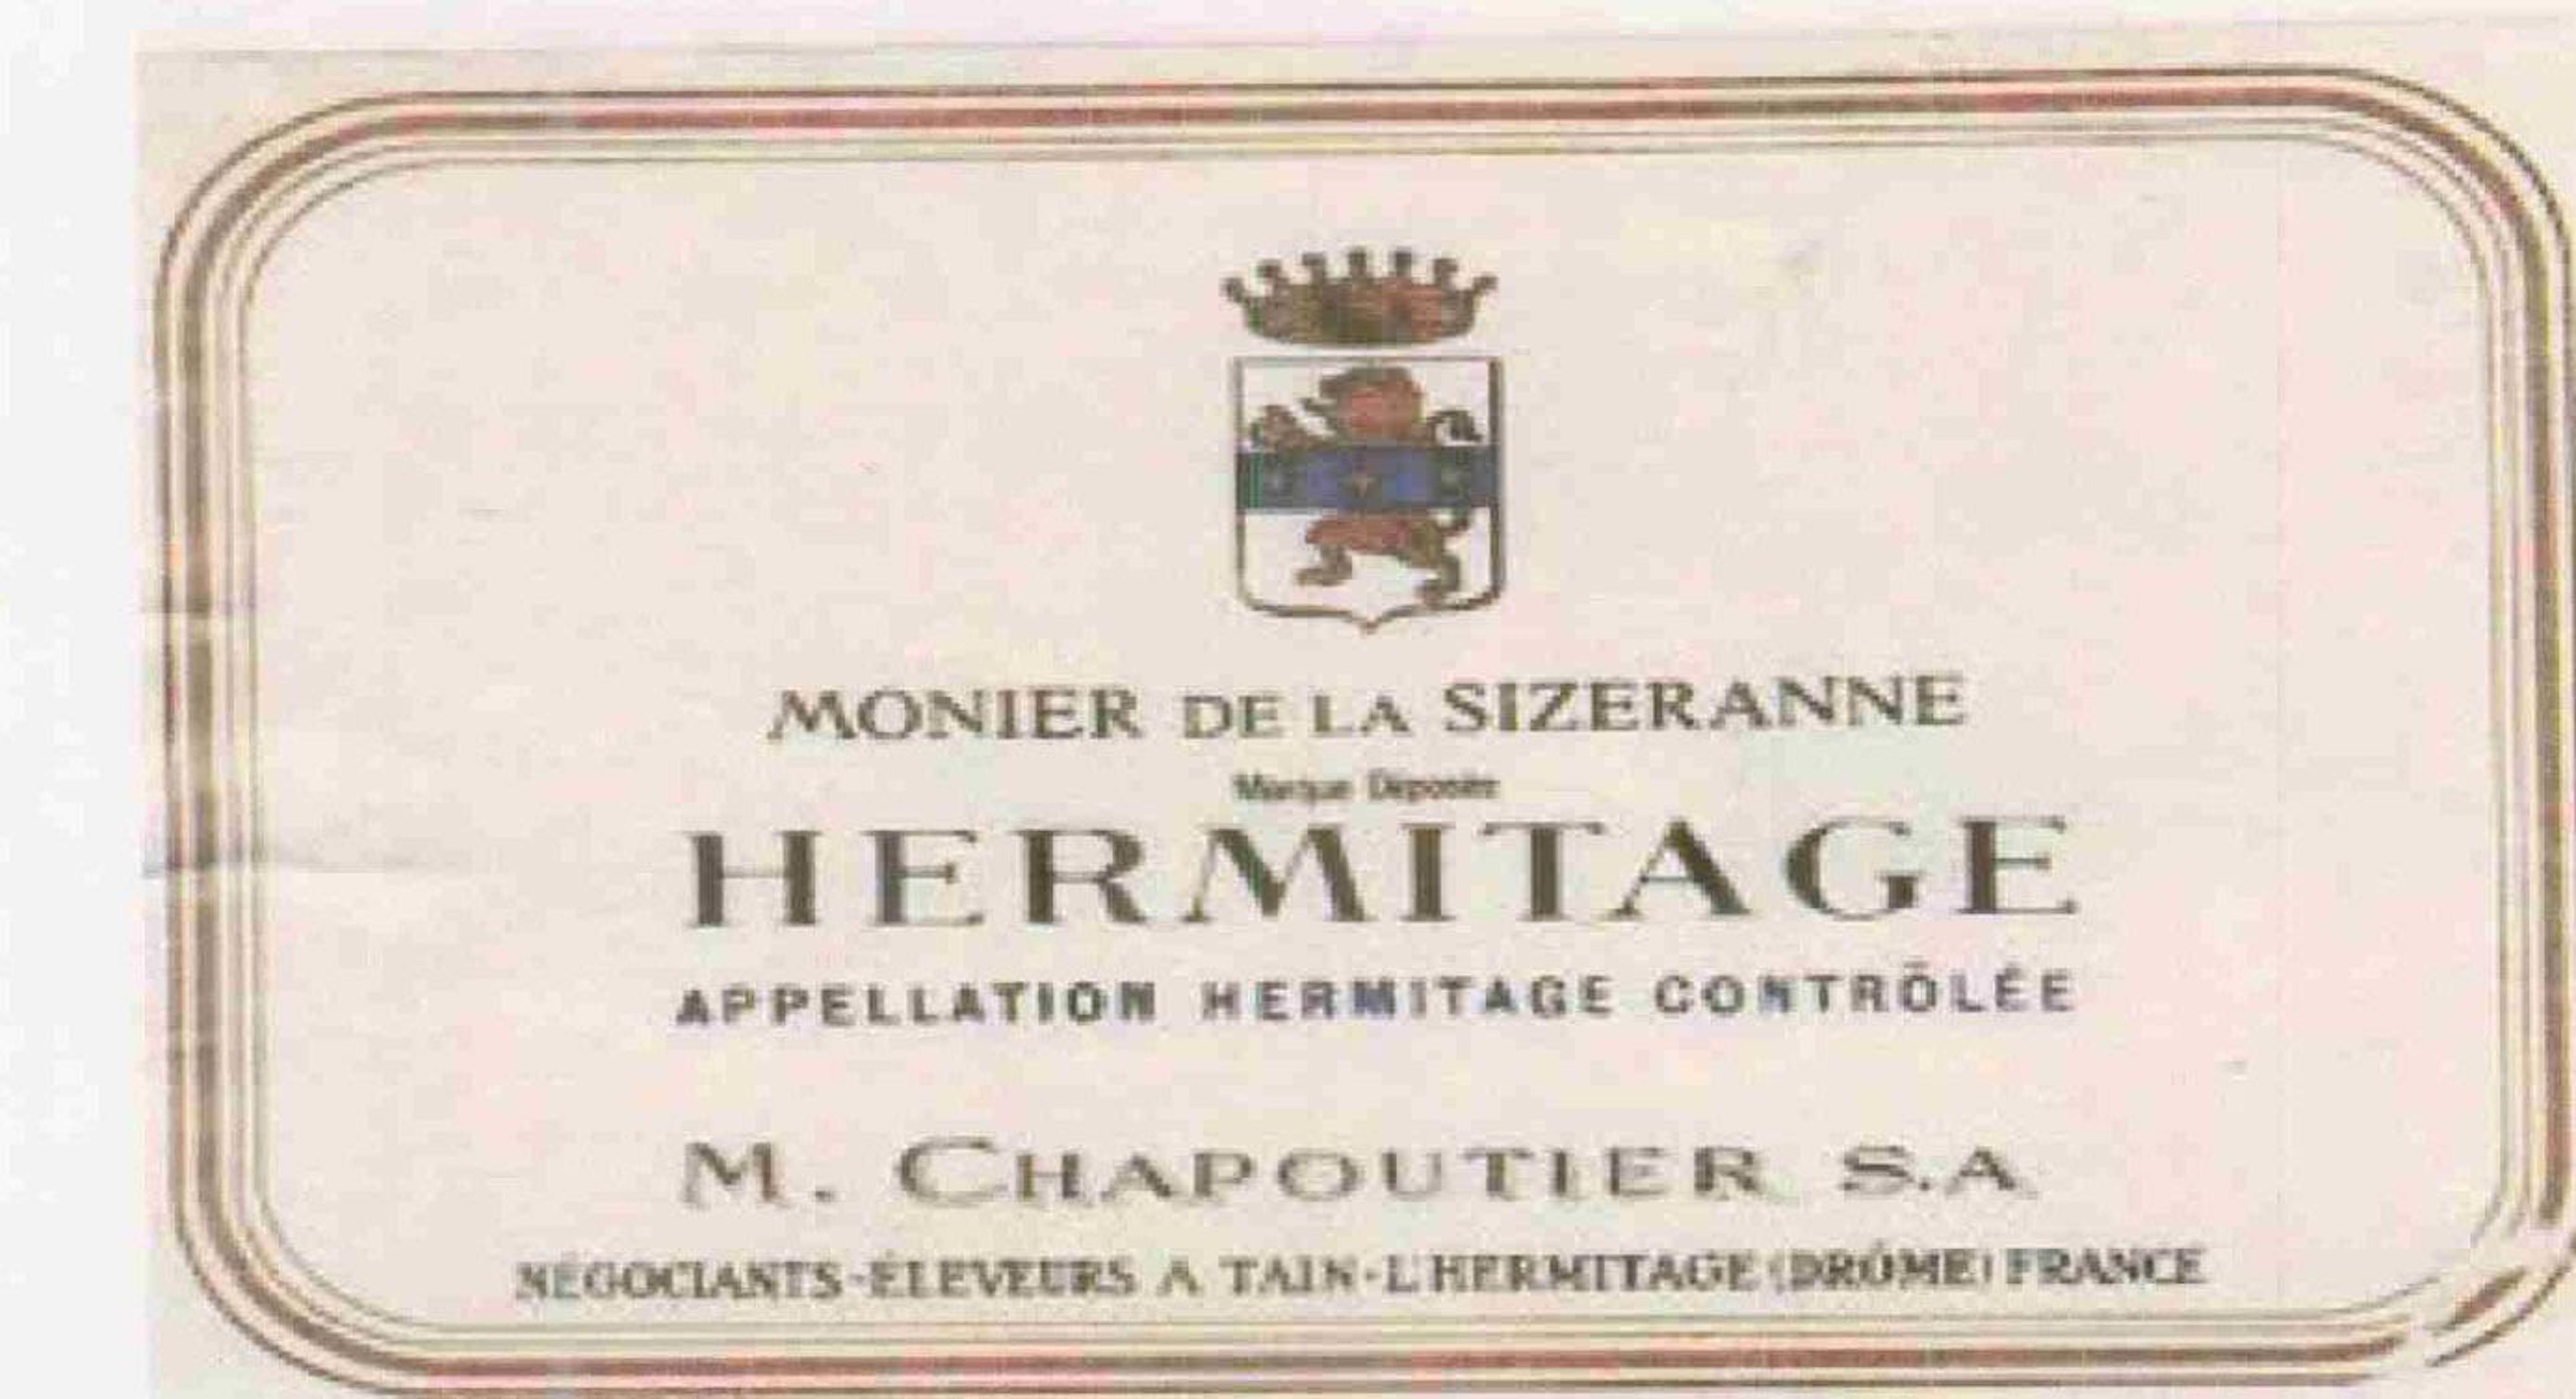 MONIER DE LA SIZERANNE
Marque Déposée
HERMITAGE
APPELLATION HERMITAGE CONTRÔLÉE
M. CHAPOUTIER S.A
NÉGOCIANTS-ÉLEVEURS A TAIN-L'HERMITAGE (DRÔME) FRANCE